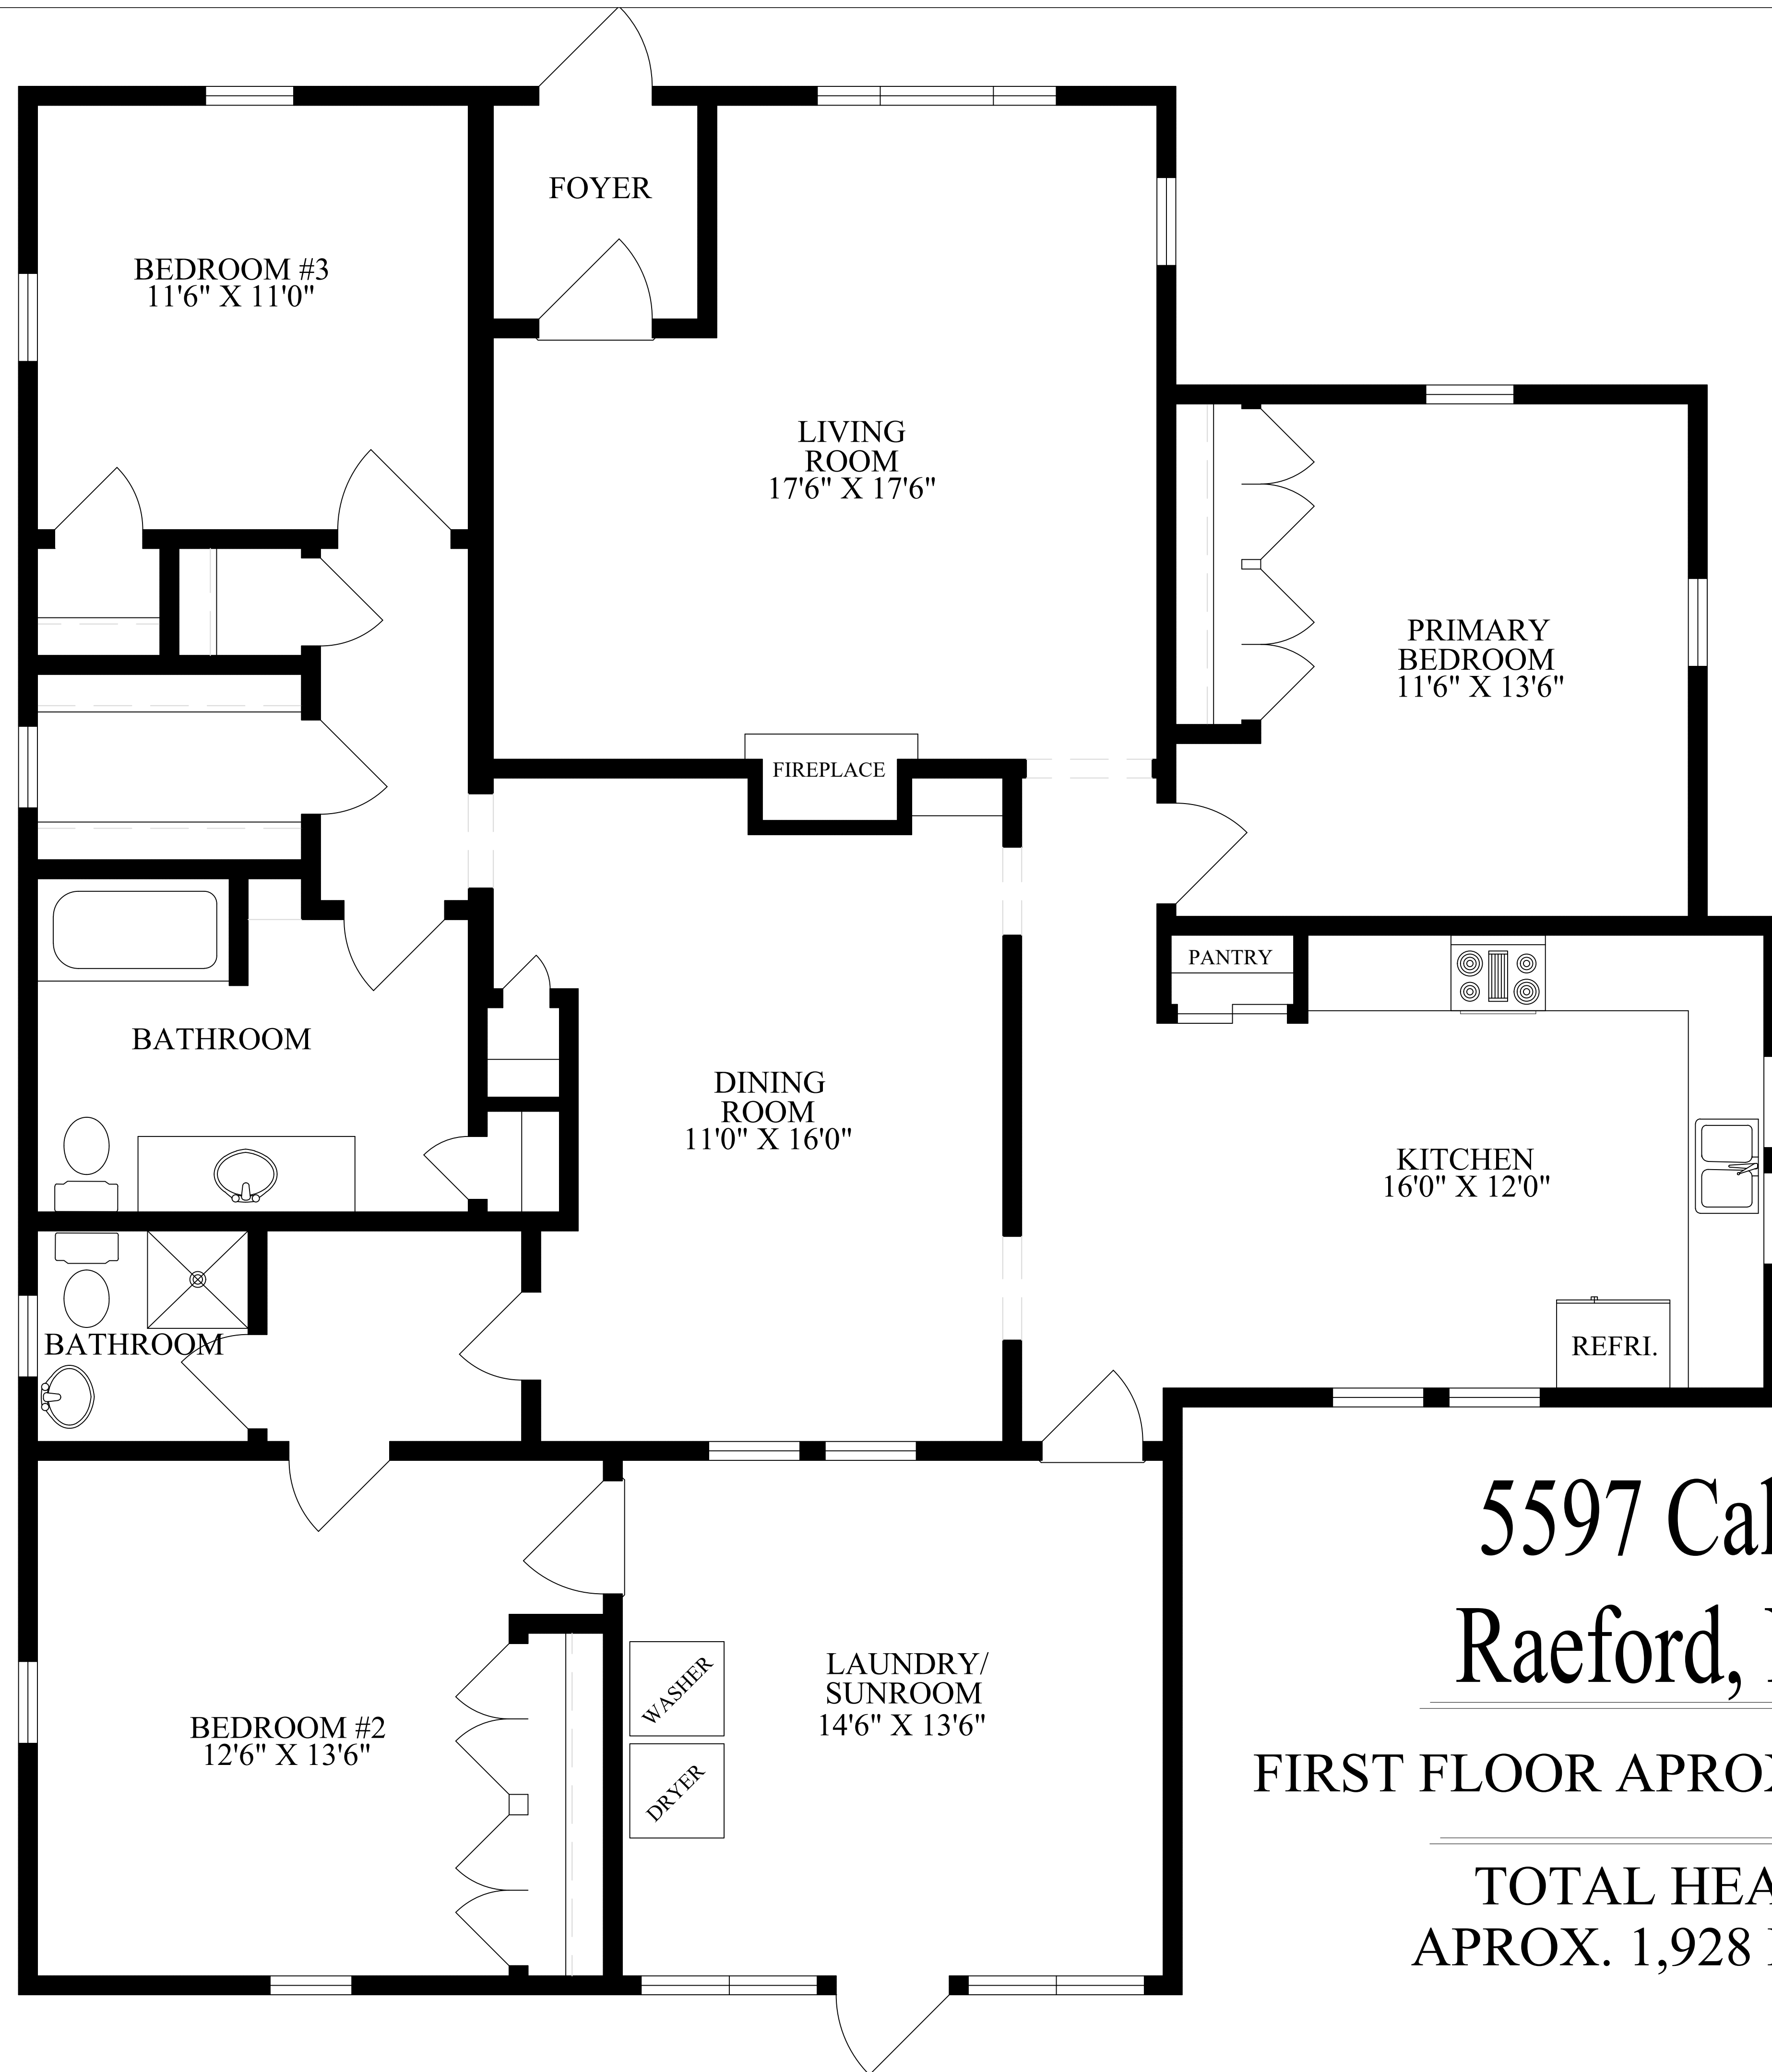 FOYER
BEDROOM #3
11'6" X 11'0"
LIVING
ROOM
17'6" X 17'6"
FIREPLACE
PRIMARY
BEDROOM
11'6" X 13'6"
PANTRY
BATHROOM
DINING
ROOM
11'0" X 16'0"
KITCHEN
16'0" X 12'0"
REFRI.
BATHROOM
LAUNDRY/
SUNROOM
14'6" X 13'6"
WASHER
DRYER
BEDROOM #2
12'6" X 13'6"
5597
Raeford,
FIRST FLOOR
TOTAL
APROX. 1,928